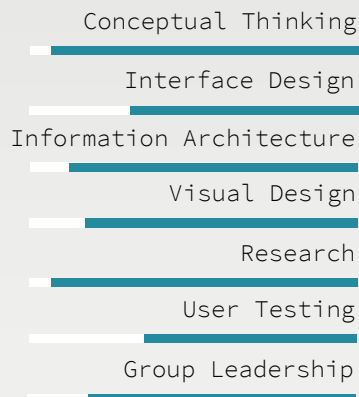 Conceptual Thinking
Interface Design
Information Architecture
Visual Design
Research
User Testing
Group Leadership